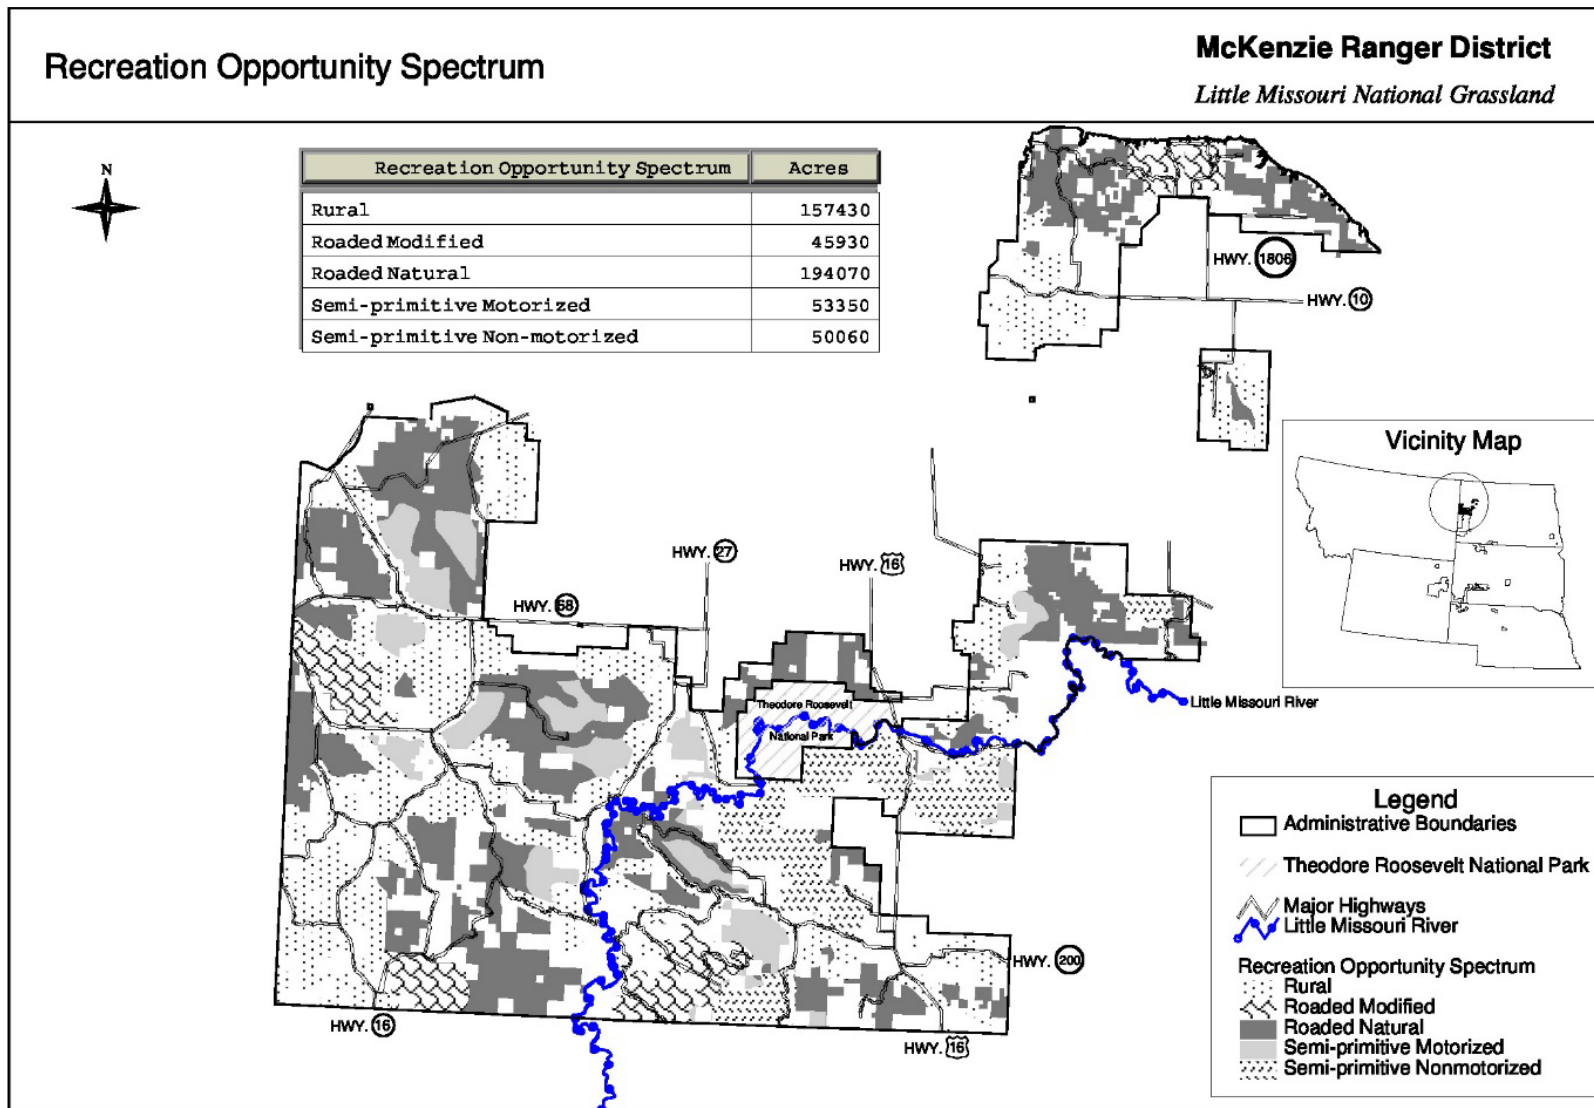 Recreation Opportunity Spectrum
McKenzie Ranger District
Little Missouri National Grassland
N
Recreation Opportunity Spectrum Acres
Rural 157430
Roaded Modified 45930
Roaded Natural 194070
Semi-primitive Motorized 53350
Semi-primitive Non-motorized 50060
HWY. 1806
HWY. 10
Vicinity Map
HWY. 27
HWY. 16
HWY. 68
Theodore Roosevelt
National Park
Little Missouri River
HWY. 200
HWY. 16
HWY. 16
Legend
Administrative Boundaries
Theodore Roosevelt National Park
Major Highways
Little Missouri River
Recreation Opportunity Spectrum
Rural
Roaded Modified
Roaded Natural
Semi-primitive Motorized
Semi-primitive Nonmotorized